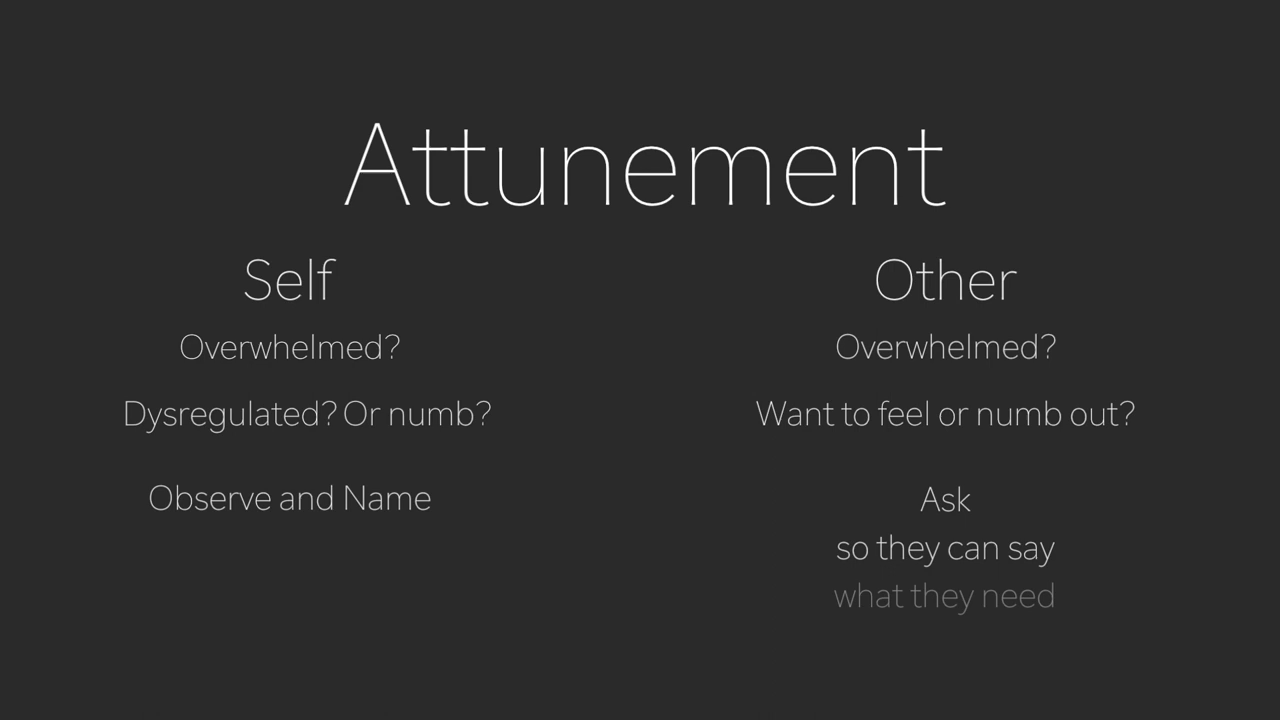 Attunement
Self
Overwhelmed?
Dysregulated? Or numb?
Observe and Name
Other
Overwhelmed?
Want to feel or numb out?
Ask
so they can say
what they need